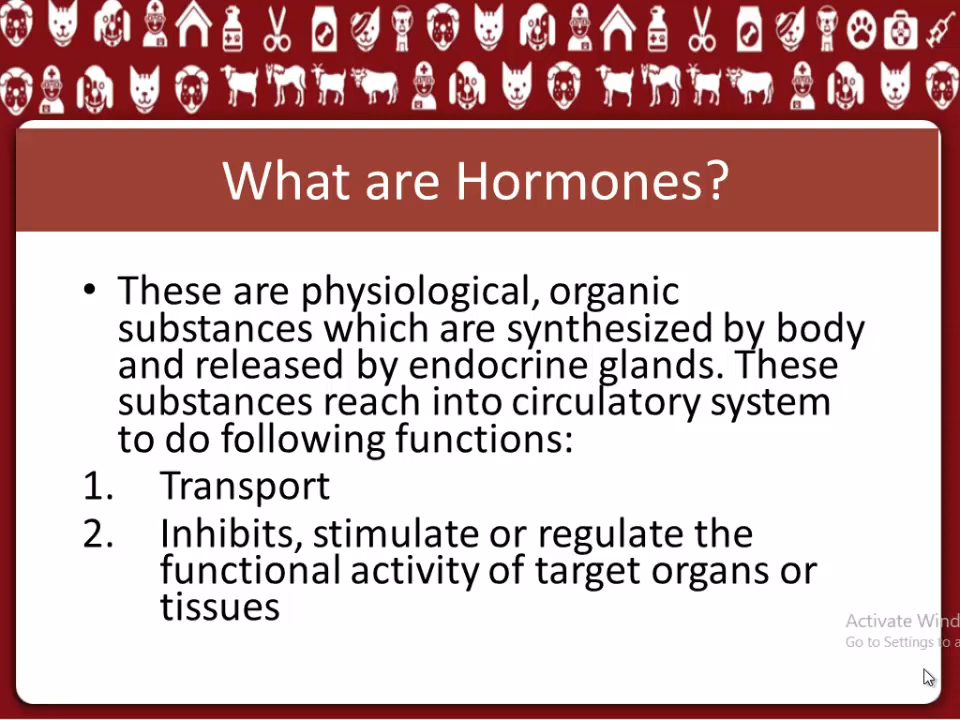 What are Hormones?
• These are physiological, organic
substances which are synthesized by body
and released by endocrine glands. These
substances reach into circulatory system
to do following functions:
1. Transport
2. Inhibits, stimulate or regulate the
functional activity of target organs or
tissues
Activate Wind
Go to Settings to a